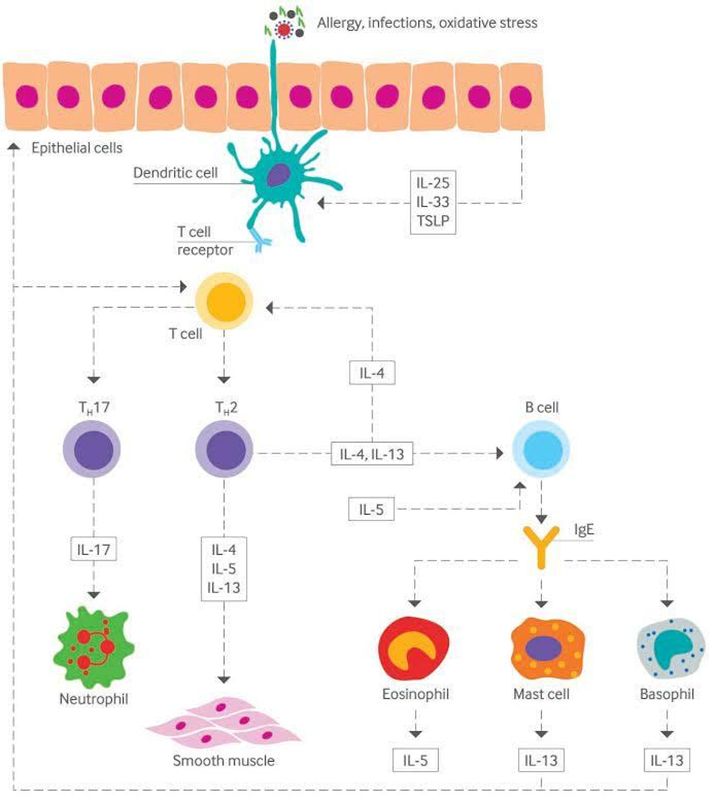 Allergy, infections, oxidative stress
Epithelial cells
Dendritic cell
IL-25
IL-33
TSLP
T cell
receptor
T cell
IL-4
TH17
TH2
B cell
IL-4, IL-13
IL-5
IgE
IL-17
IL-4
IL-5
IL-13
Neutrophil
Eosinophil
Mast cell
Basophil
Smooth muscle
IL-5
IL-13
IL-13